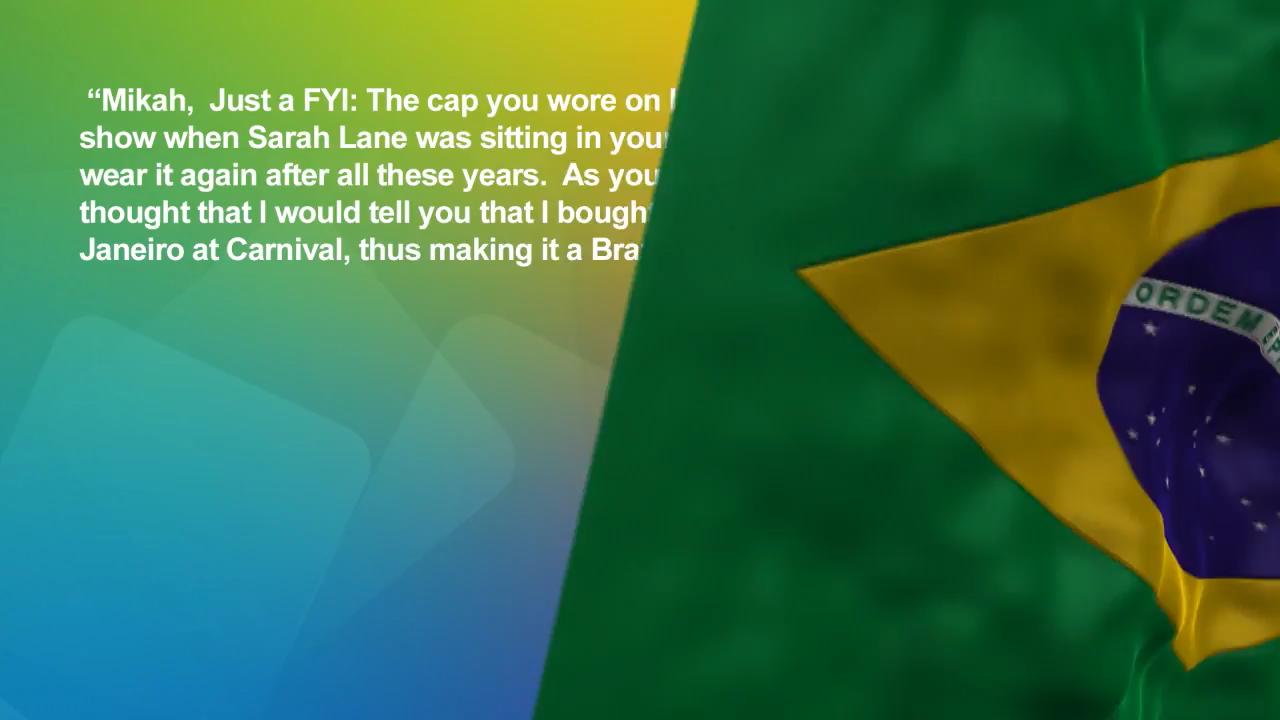 “Mikah,  Just a FYI: The cap you wore on
show when Sarah Lane was sitting in your
wear it again after all these years.  As you
thought that I would tell you that I bough
Janeiro at Carnival, thus making it a Bra
ORDEM